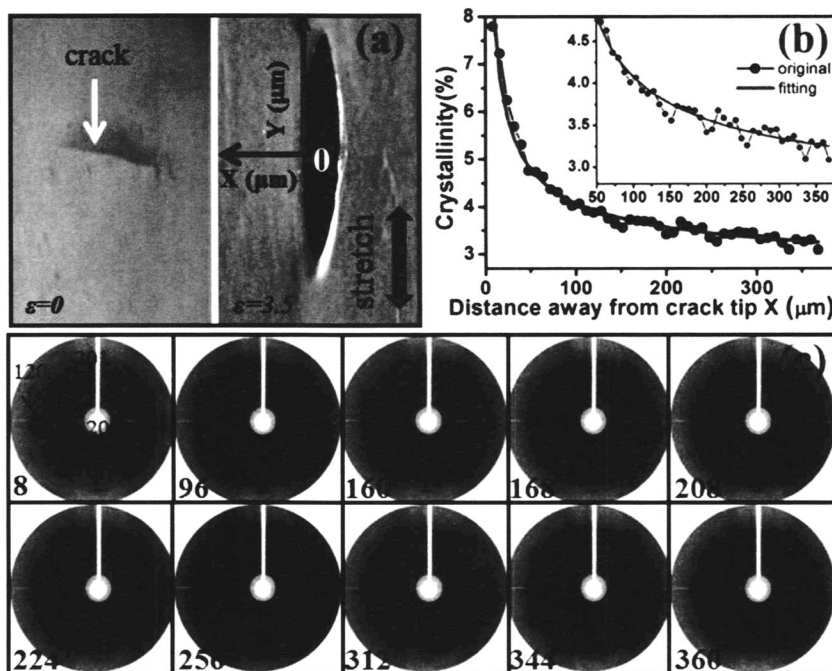 (a)
crack
Y (μm)
X (μm)
0
stretch
ε=0
ε=3.5
(b)
original
fitting
4.5
4.0
3.5
3.0
50 100 150 200 250 300 350
8
7
6
5
4
3
Crystallinity(%)
0 100 200 300
Distance away from crack tip X (μm)
8
96
160
168
208
224
256
312
344
360